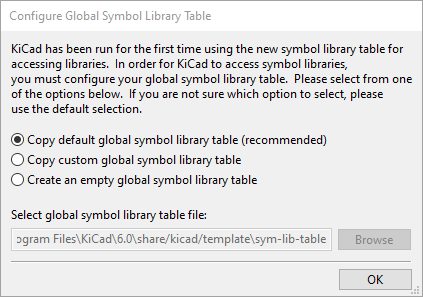 Configure Global Symbol Library Table
KiCad has been run for the first time using the new symbol library table for
accessing libraries.  In order for KiCad to access symbol libraries,
you must configure your global symbol library table.  Please select from one
of the options below.  If you are not sure which option to select, please
use the default selection.
Copy default global symbol library table (recommended)
Copy custom global symbol library table
Create an empty global symbol library table
Select global symbol library table file:
ogram Files\KiCad\6.0\share/kicad/template\sym-lib-table
Browse
OK